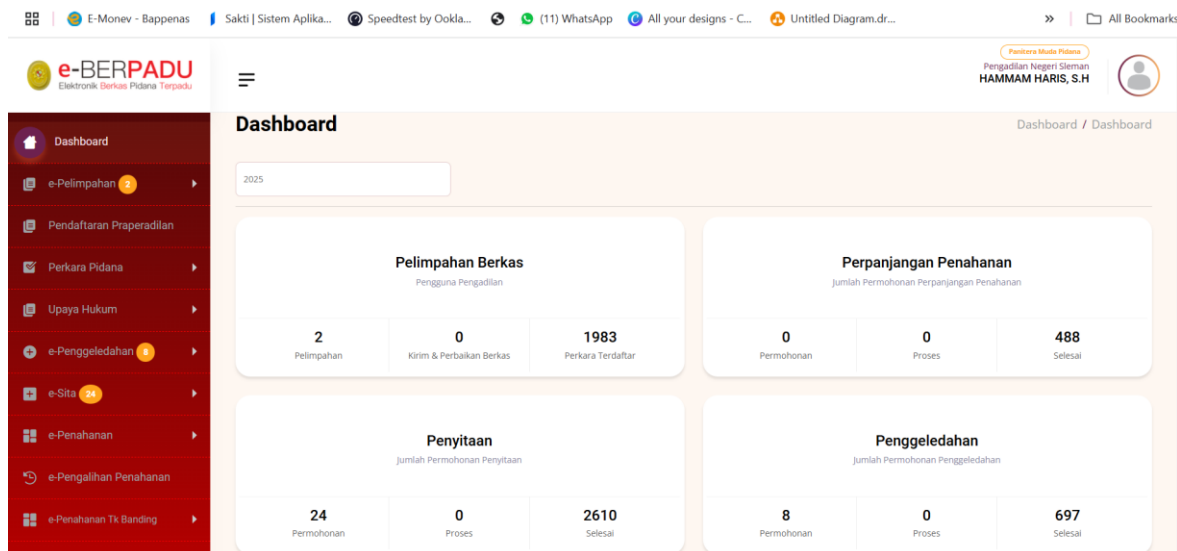 E-Monev - Bappenas
Sakti | Sistem Aplika...
Speedtest by Ookla...
(11) WhatsApp
All your designs - C...
Untitled Diagram.dr...
»
All Bookmarks
e-BERPADU
Elektronik Berkas Pidana Terpadu
Panitera Muda Pidana
Pengadilan Negeri Sleman
HAMMAM HARIS, S.H
Dashboard
e-Pelimpahan 2
Pendaftaran Praperadilan
Perkara Pidana
Upaya Hukum
e-Penggeledahan 8
e-Sita 24
e-Penahanan
e-Pengalihan Penahanan
e-Penahanan Tk Banding
Dashboard
Dashboard / Dashboard
2025
Pelimpahan Berkas
Pengguna Pengadilan
2 0 1983
Pelimpahan Kirim & Perbaikan Berkas Perkara Terdaftar
Perpanjangan Penahanan
Jumlah Permohonan Perpanjangan Penahanan
0 0 488
Permohonan Proses Selesai
Penyitaan
Jumlah Permohonan Penyitaan
24 0 2610
Permohonan Proses Selesai
Penggeledahan
Jumlah Permohonan Penggeledahan
8 0 697
Permohonan Proses Selesai